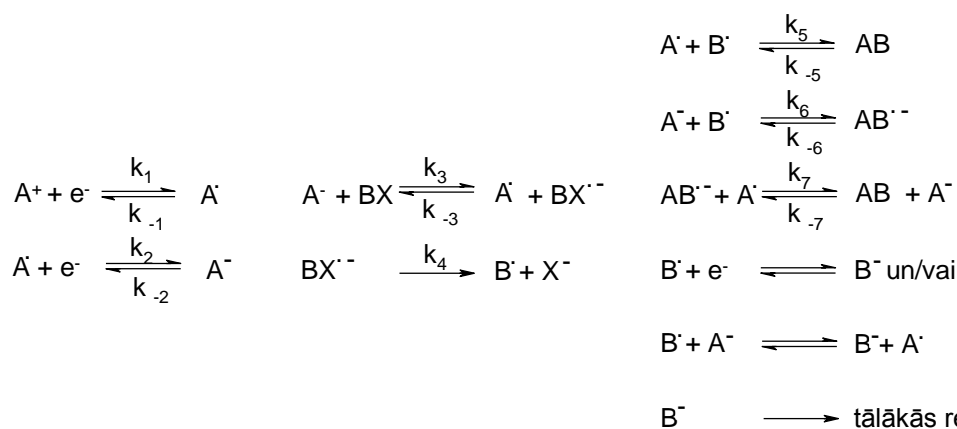 A⁺ + e⁻ ⇌ A˙
k₁
k₋₁
A˙ + e⁻ ⇌ A⁻
k₂
k₋₂
A⁻ + BX ⇌ A˙ + BX˙⁻
k₃
k₋₃
BX˙⁻ → B˙ + X⁻
k₄
A˙ + B˙ ⇌ AB
k₅
k₋₅
A⁻ + B˙ ⇌ AB˙⁻
k₆
k₋₆
AB˙⁻ + A˙ ⇌ AB + A⁻
k₇
k₋₇
B˙ + e⁻ ⇌ B⁻ un/vai
B˙ + A⁻ ⇌ B⁻ + A˙
B⁻ → tālākās re